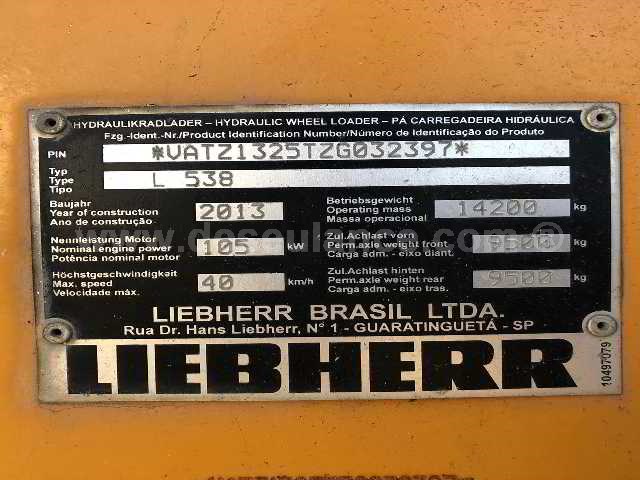 HYDRAULIKRADLADER – HYDRAULIC WHEEL LOADER – PÁ CARREGADEIRA HIDRÁULICA
Fzg.-Ident.-Nr./Product Identification Number/Número de Identificação do Produto
PIN *VATZ1325TZG032397*
Typ
Type L 538
Tipo
Baujahr
Year of construction 2013
Ano de construção
Betriebsgewicht
Operating mass 14200 kg
Massa operacional
Nennleistung Motor
Nominal engine power 105 kW
Potência nominal motor
Zul.Achlast vorn
Perm.axle weight front 9500 kg
Carga adm. - eixo diant.
Höchstgeschwindigkeit
Max. speed 40 km/h
Velocidade máx.
Zul.Achlast hinten
Perm.axle weight rear 9500 kg
Carga adm. - eixo tras.
LIEBHERR BRASIL LTDA.
Rua Dr. Hans Liebherr, N° 1 - GUARATINGUETÁ - SP
LIEBHERR
10497079